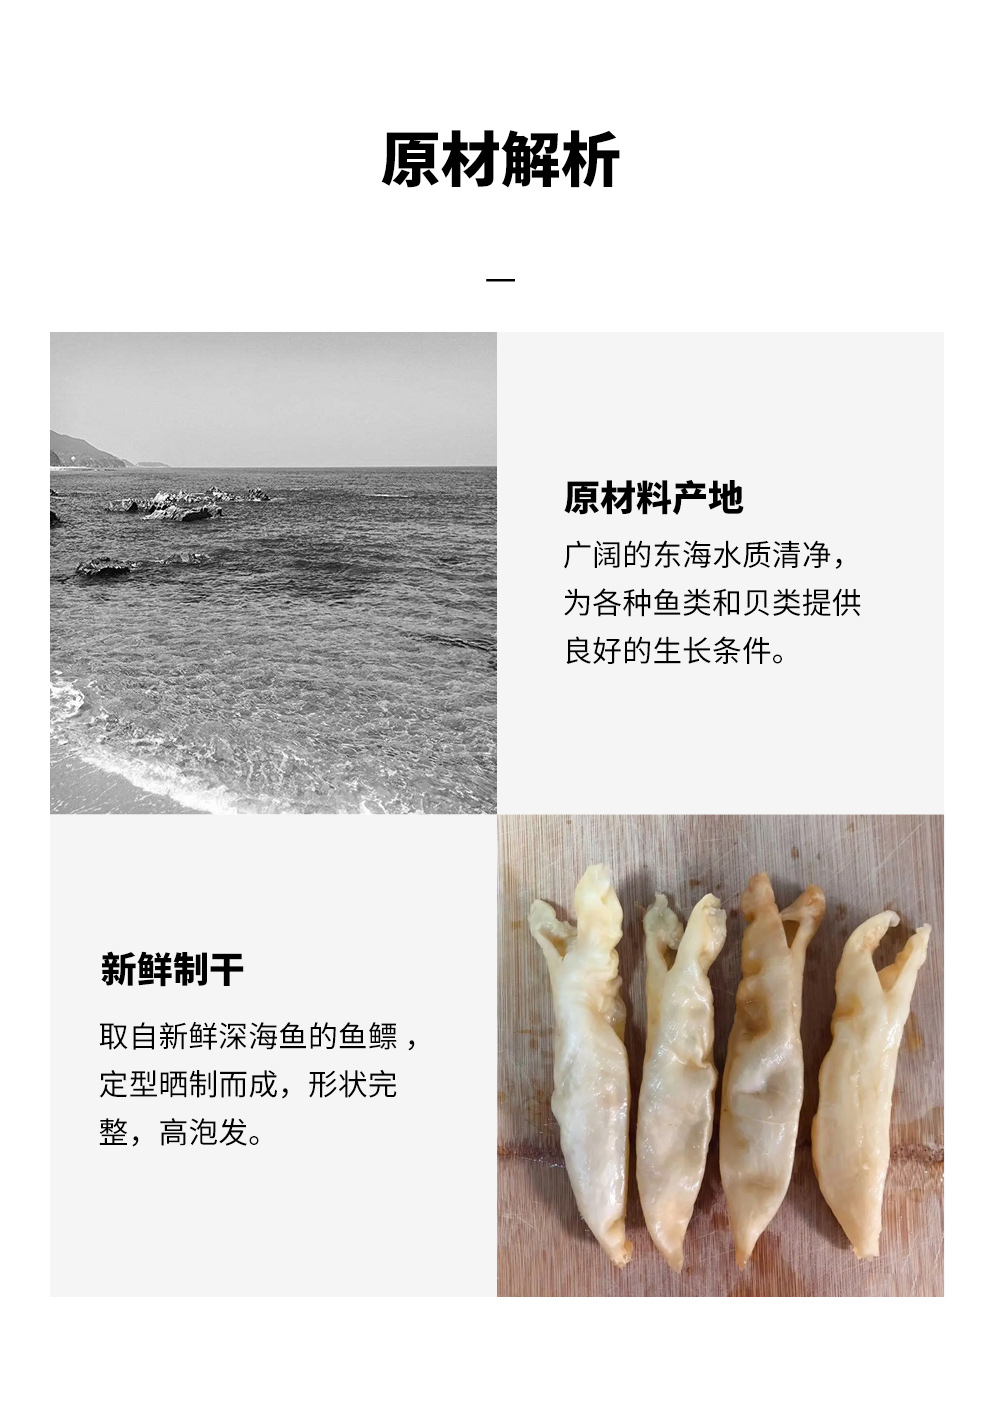 原材解析
—
原材料产地
广阔的东海水质清净，
为各种鱼类和贝类提供
良好的生长条件。
新鲜制干
取自新鲜深海鱼的鱼鳔，
定型晒制而成，形状完
整，高泡发。